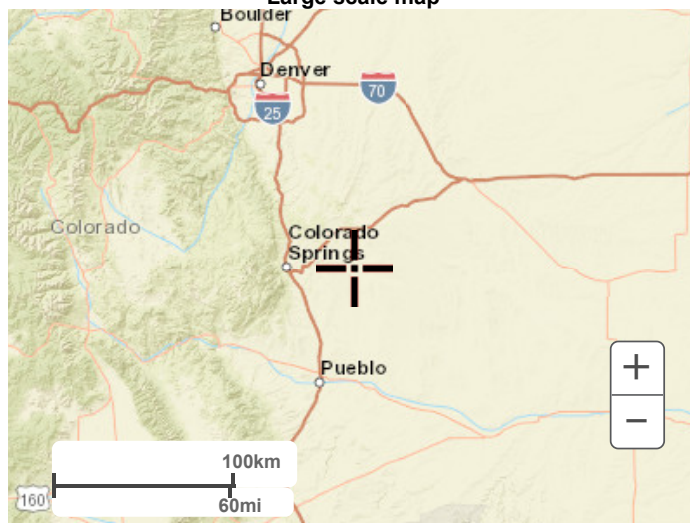 Large scale map
Boulder
Denver
70
25
Colorado
Colorado
Springs
+
Pueblo
−
100km
160
60mi